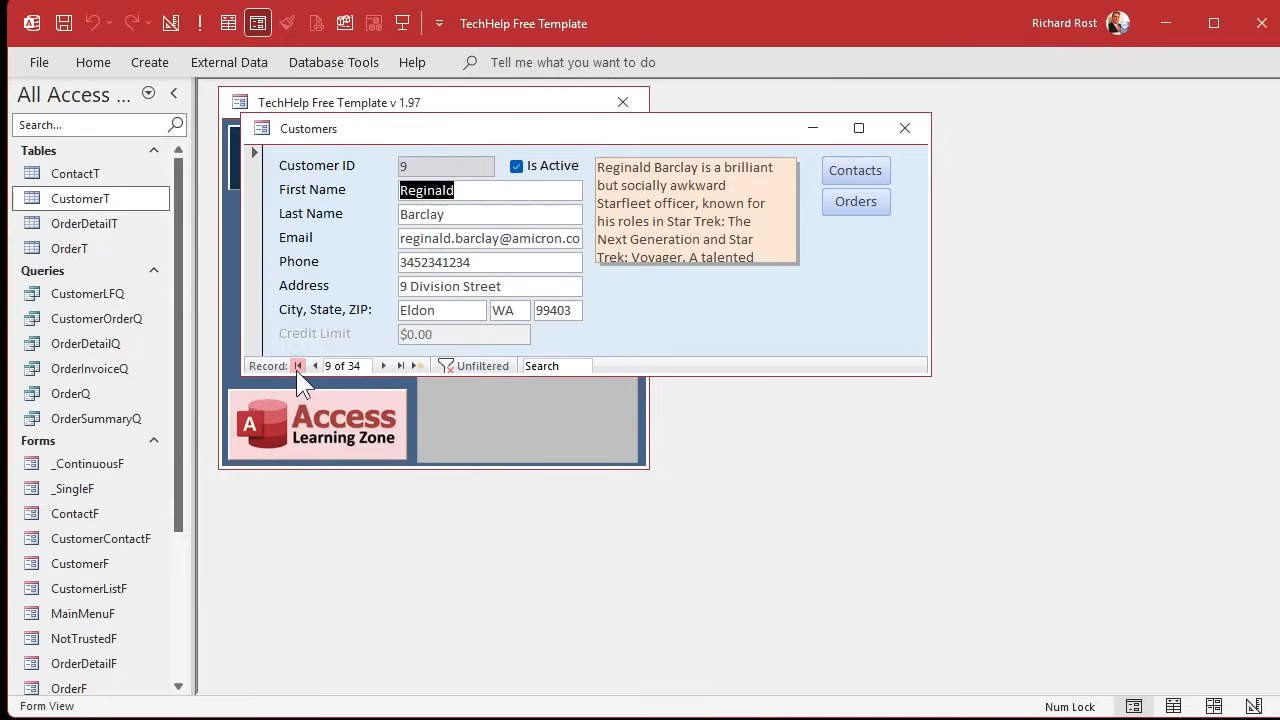 TechHelp Free Template
Richard Rost
File
Home
Create
External Data
Database Tools
Help
Tell me what you want to do
All Access ...
Search...
Tables
ContactT
CustomerT
OrderDetailT
OrderT
Queries
CustomerLFQ
CustomerOrderQ
OrderDetailQ
OrderInvoiceQ
OrderQ
OrderSummaryQ
Forms
_ContinuousF
_SingleF
ContactF
CustomerContactF
CustomerF
CustomerListF
MainMenuF
NotTrustedF
OrderDetailF
OrderF
TechHelp Free Template v 1.97
Customers
Customer ID 9 Is Active
First Name Reginald
Last Name Barclay
Email reginald.barclay@amicron.co
Phone 3452341234
Address 9 Division Street
City, State, ZIP: Eldon WA 99403
Credit Limit $0.00
Reginald Barclay is a brilliant
but socially awkward
Starfleet officer, known for
his roles in Star Trek: The
Next Generation and Star
Trek: Voyager. A talented
Contacts
Orders
Record: 9 of 34 Unfiltered Search
A Access
Learning Zone
Form View
Num Lock